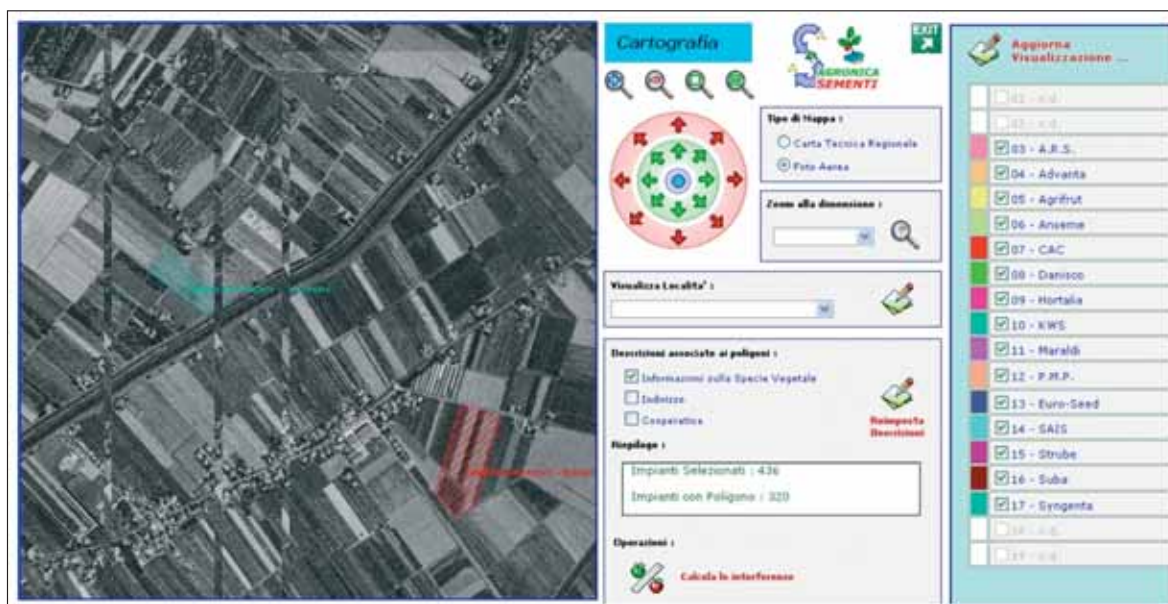 Cartografia
AGRONICA
SEMENTI
EXIT
Tipo di Mappa :
Carta Tecnica Regionale
Foto Aerea
Zoom alla dimensione :
Visualizza Localita' :
Descrizioni associate ai poligoni :
Informazioni sulla Specie Vegetale
Indirizzo
Cooperativa
Reimposta
Descrizioni
Riepilogo :
Impianti Selezionati : 436
Impianti con Poligono : 320
Operazioni :
Calcola le interferenze
Aggiorna
Visualizzazione ...
03 - A.R.S.
04 - Advanta
05 - Agrifrut
06 - Anseme
07 - CAC
08 - Danisco
09 - Hortalia
10 - KWS
11 - Maraldi
12 - P.M.P.
13 - Euro-Seed
14 - SAIS
15 - Strube
16 - Suba
17 - Syngenta